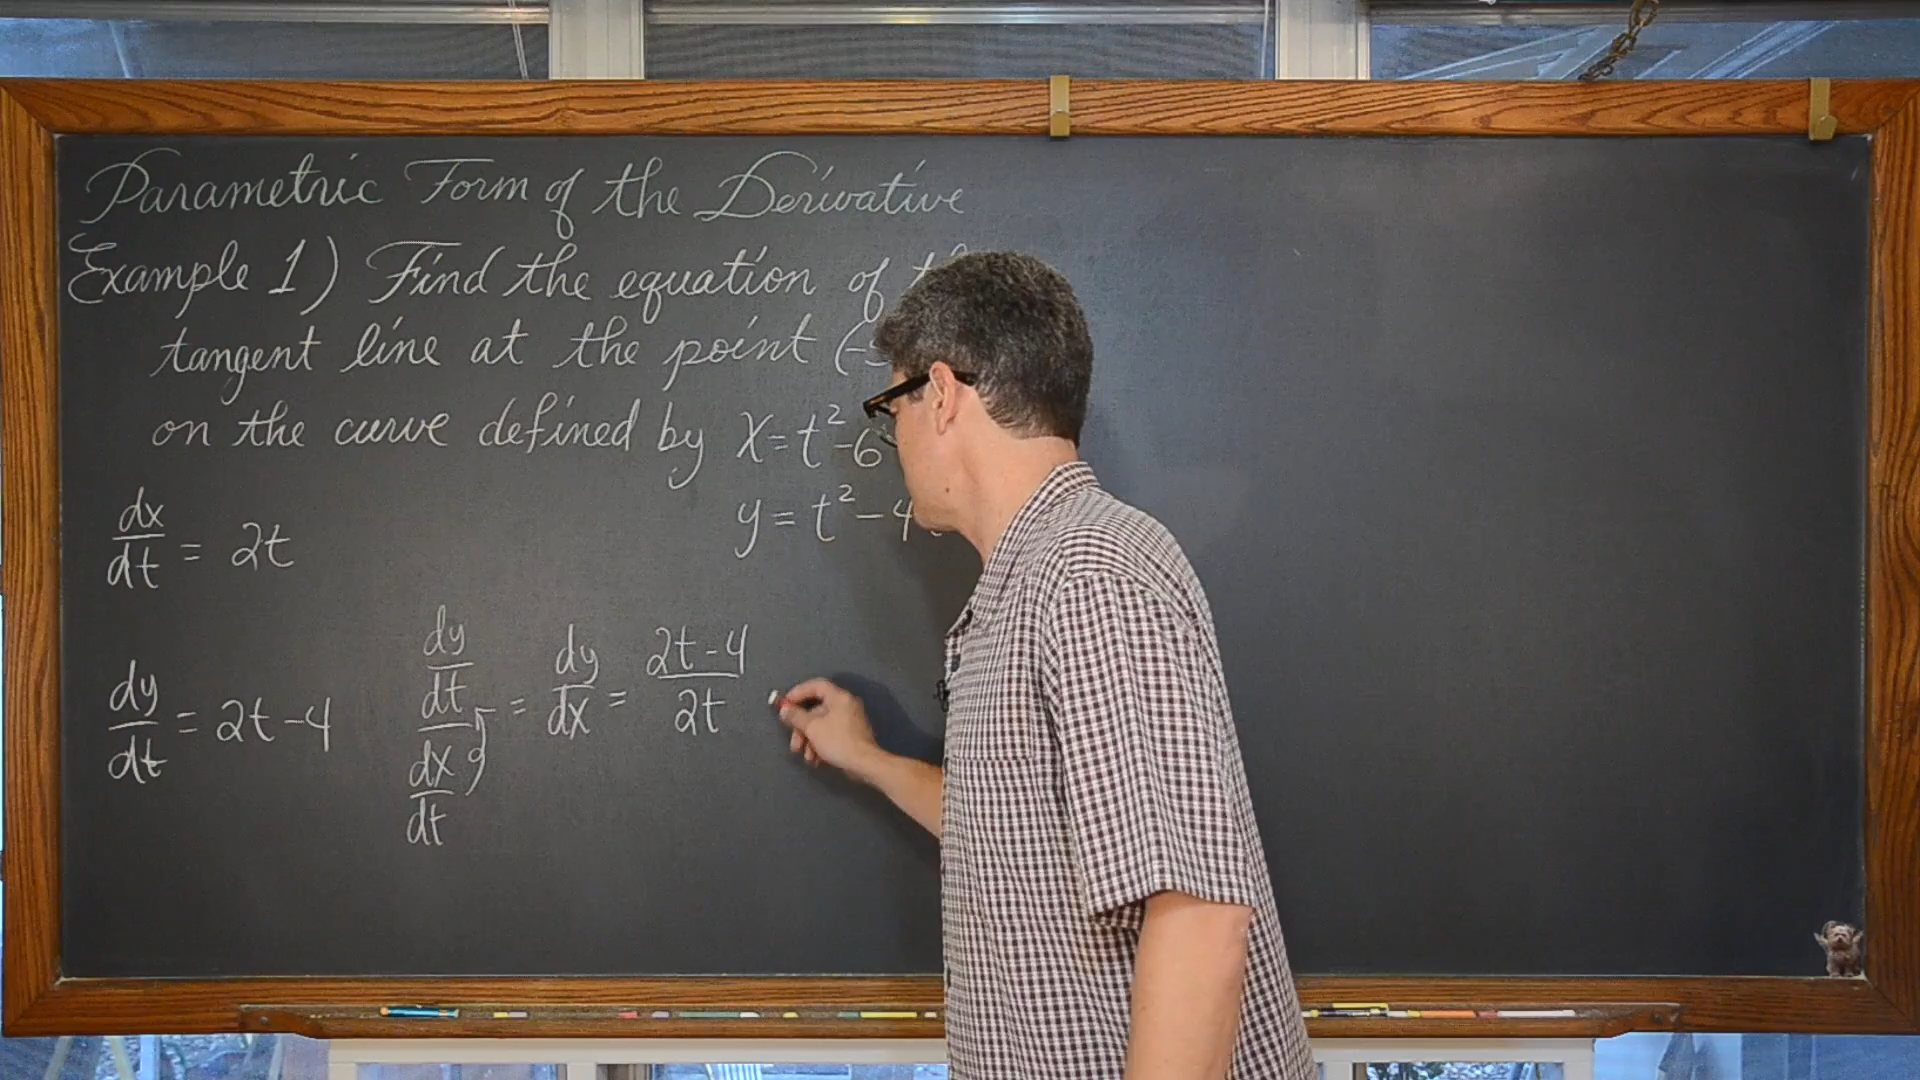 Parametric Form of the Derivative
Example 1) Find the equation of
tangent line at the point (-5
on the curve defined by x=t²-6
y=t²-4
dx/dt = 2t
dy/dt = 2t-4
dy/dt / dx/dt = dy/dx = 2t-4/2t